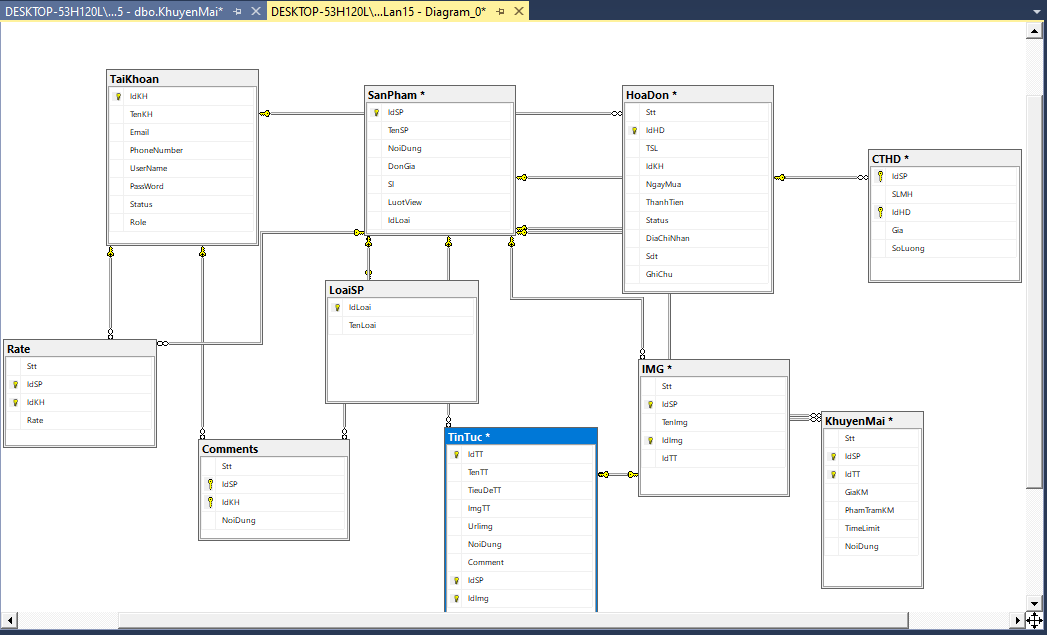 DESKTOP-53H120L\...5 - dbo.KhuyenMai*
DESKTOP-53H120L\...Lan15 - Diagram_0*
TaiKhoan
IdKH
TenKH
Email
PhoneNumber
UserName
PassWord
Status
Role
SanPham *
IdSP
TenSP
NoiDung
DonGia
Sl
LuotView
IdLoai
HoaDon *
Stt
IdHD
TSL
IdKH
NgayMua
ThanhTien
Status
DiaChiNhan
Sdt
GhiChu
CTHD *
IdSP
SLMH
IdHD
Gia
SoLuong
LoaiSP
IdLoai
TenLoai
Rate
Stt
IdSP
IdKH
Rate
Comments
Stt
IdSP
IdKH
NoiDung
TinTuc *
IdTT
TenTT
TieuDeTT
ImgTT
UrlImg
NoiDung
Comment
IdSP
IdImg
IMG *
Stt
IdSP
TenImg
IdImg
IdTT
KhuyenMai *
Stt
IdSP
IdTT
GiaKM
PhamTramKM
TimeLimit
NoiDung